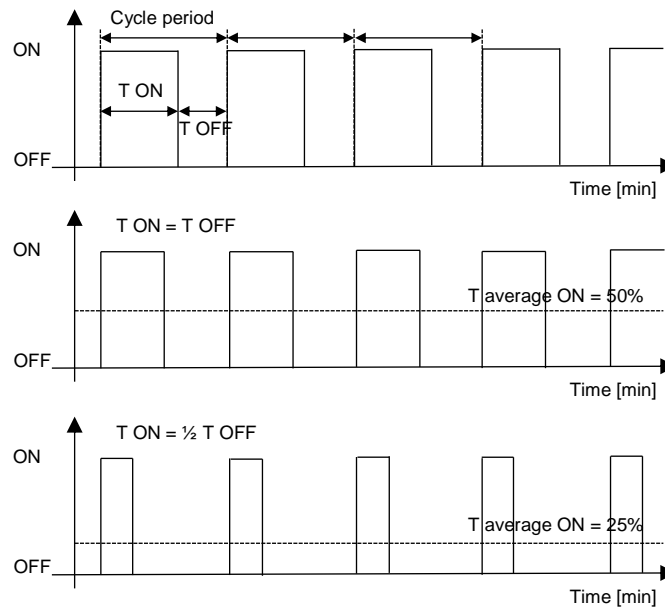 Cycle period
ON
T ON
T OFF
OFF
Time [min]
T ON = T OFF
ON
T average ON = 50%
OFF
Time [min]
T ON = ½ T OFF
ON
T average ON = 25%
OFF
Time [min]